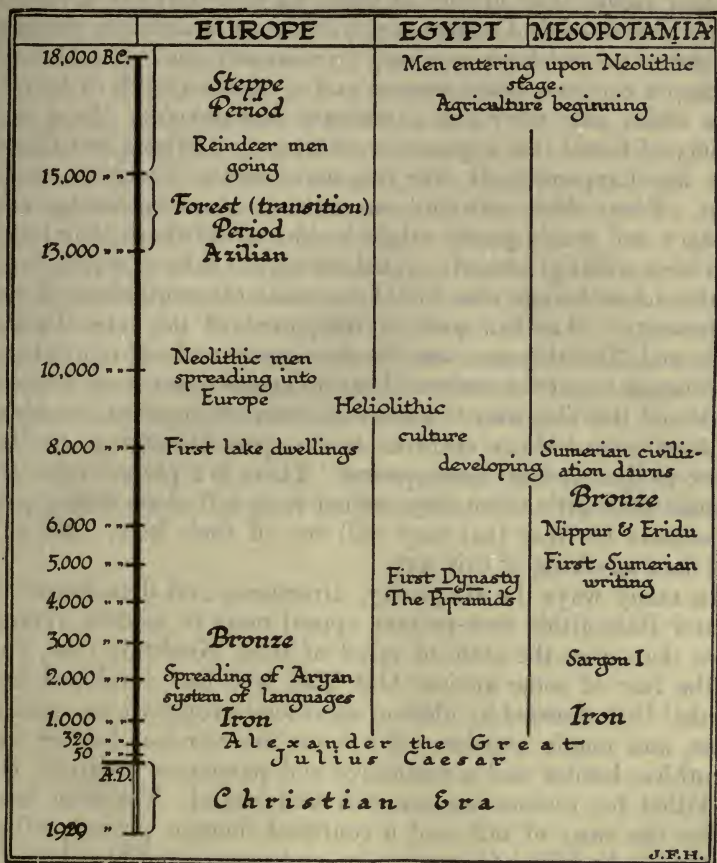 EUROPE EGYPT MESOPOTAMIA
18,000 B.C.
Steppe
Period
Men entering upon Neolithic
stage.
Agriculture beginning
Reindeer men
going
15,000 " "
Forest (transition)
Period
13,000 " "
Azilian
10,000 " "
Neolithic men
spreading into
Europe
Heliolithic
culture
developing
8,000 " "
First lake dwellings
Sumerian civiliz-
ation dawns
Bronze
6,000 " "
Nippur & Eridu
5,000 " "
First Sumerian
writing
First Dynasty
The Pyramids
4,000 " "
3,000 " "
Bronze
Sargon I
2,000 " "
Spreading of Aryan
system of languages
1,000 " "
Iron
Iron
320 " "
Alexander the Great
50 " "
Julius Caesar
A.D.
Christian Era
"
J.F.H.